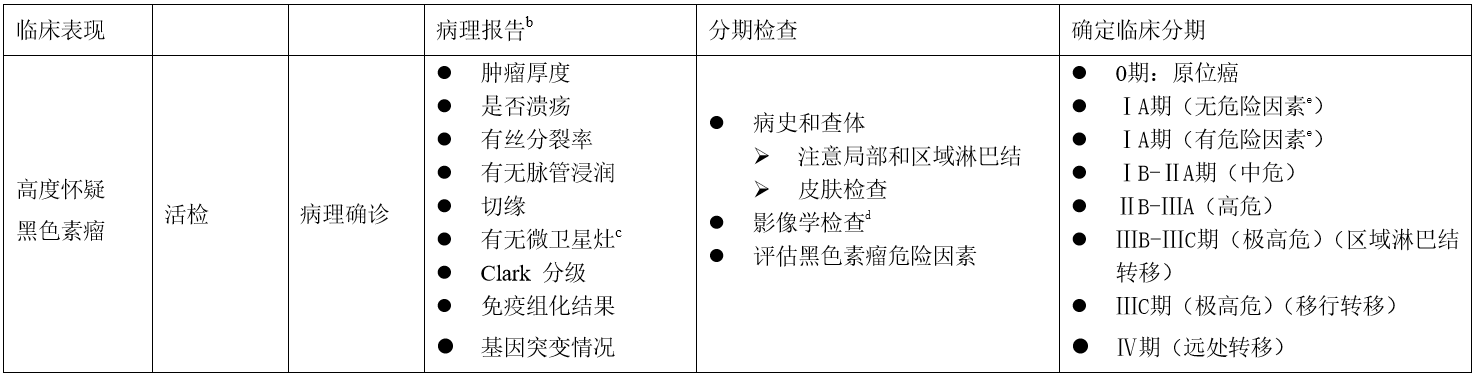 临床表现
病理报告b
分期检查
确定临床分期
高度怀疑
黑色素瘤
活检
病理确诊
● 肿瘤厚度
● 是否溃疡
● 有丝分裂率
● 有无脉管浸润
● 切缘
● 有无微卫星灶c
● Clark 分级
● 免疫组化结果
● 基因突变情况
● 病史和查体
➢ 注意局部和区域淋巴结
➢ 皮肤检查
● 影像学检查d
● 评估黑色素瘤危险因素
● 0期：原位癌
● ⅠA期（无危险因素e）
● ⅠA期（有危险因素e）
● ⅠB-ⅡA期（中危）
● ⅡB-ⅢA（高危）
● ⅢB-ⅢC期（极高危）（区域淋巴结
转移）
● ⅢC期（极高危）（移行转移）
● Ⅳ期（远处转移）